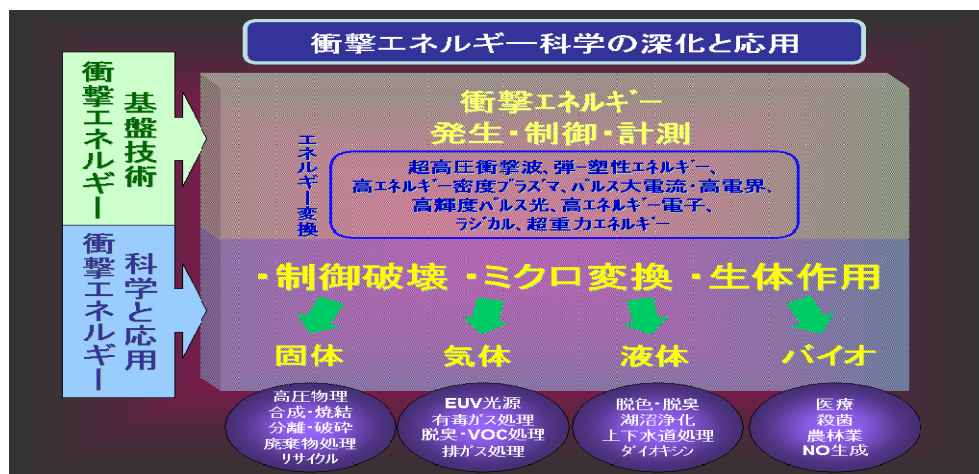 衝撃エネルギー科学の深化と応用
衝撃エネルギー
基盤技術
衝撃エネルギー
発生・制御・計測
エネルギー変換
超高圧衝撃波、弾-塑性エネルギー、
高エネルギー密度プラズマ、パルス大電流・高電界、
高輝度パルス光、高エネルギー電子、
ラジカル、超重力エネルギー
衝撃エネルギー
科学と応用
・制御破壊 ・ミクロ変換 ・生体作用
固体 気体 液体 バイオ
高圧物理
合成・焼結
分離・破砕
廃棄物処理
リサイクル
EUV光源
有毒ガス処理
脱臭・VOC処理
排ガス処理
脱色・脱臭
湖沼浄化
上下水道処理
ダイオキシン
医療
殺菌
農林業
NO生成